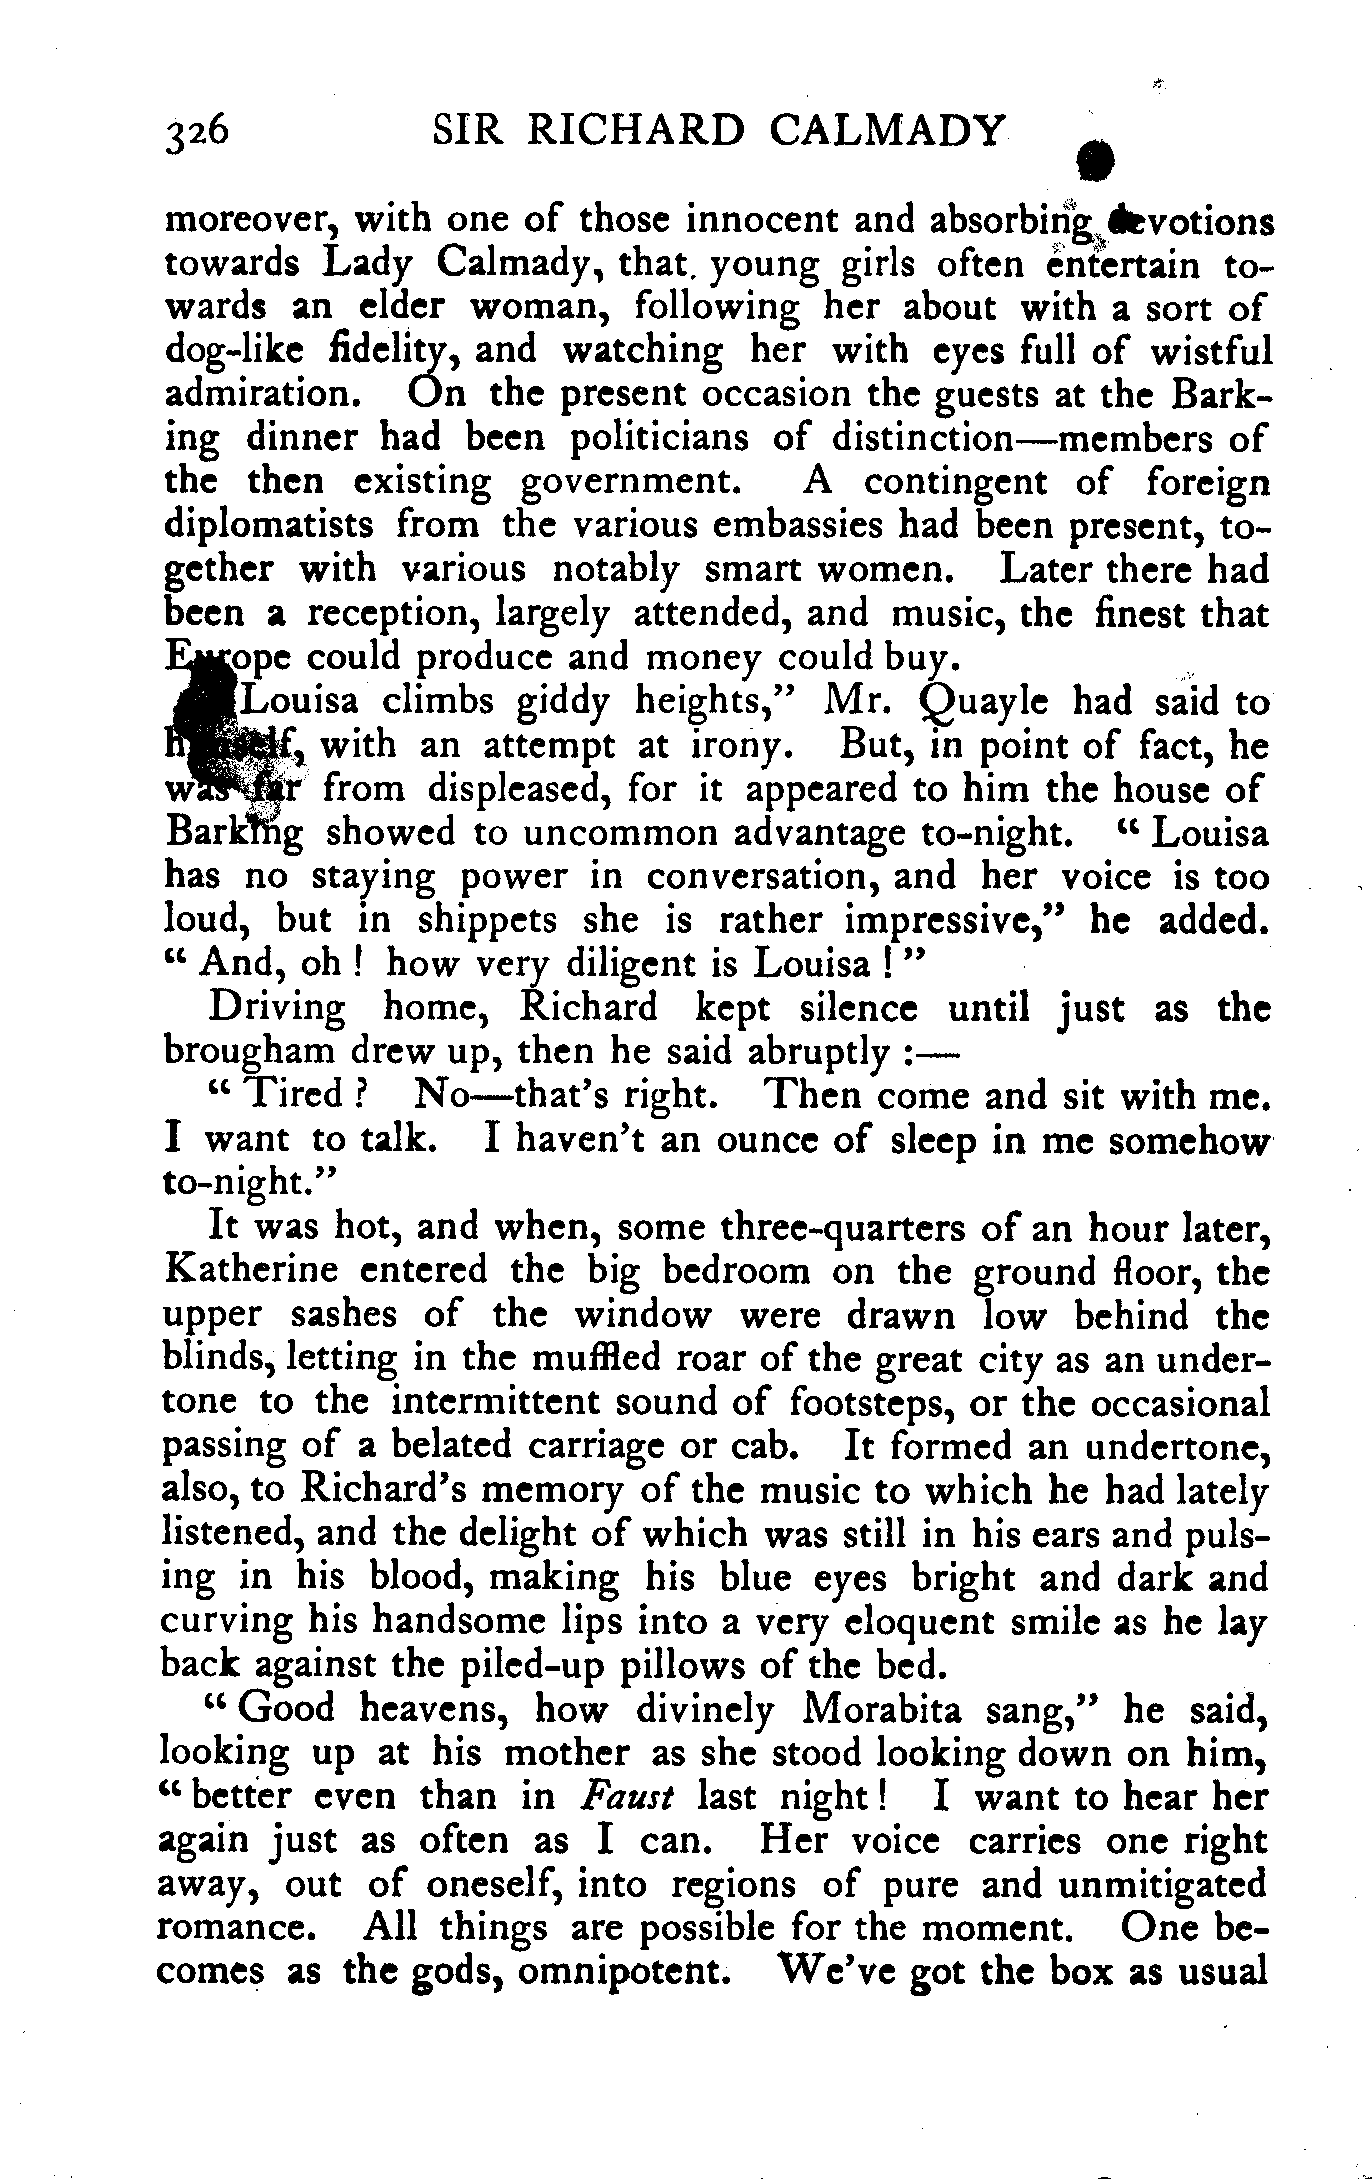 326 SIR RICHARD CALMADY
moreover, with one of those innocent and absorbing devotions
towards Lady Calmady, that young girls often entertain to-
wards an elder woman, following her about with a sort of
dog-like fidelity, and watching her with eyes full of wistful
admiration. On the present occasion the guests at the Bark-
ing dinner had been politicians of distinction—members of
the then existing government. A contingent of foreign
diplomatists from the various embassies had been present, to-
gether with various notably smart women. Later there had
been a reception, largely attended, and music, the finest that
Europe could produce and money could buy.
Louisa climbs giddy heights," Mr. Quayle had said to
himself, with an attempt at irony. But, in point of fact, he
was far from displeased, for it appeared to him the house of
Barking showed to uncommon advantage to-night. "Louisa
has no staying power in conversation, and her voice is too
loud, but in shippets she is rather impressive," he added.
"And, oh! how very diligent is Louisa!"
Driving home, Richard kept silence until just as the
brougham drew up, then he said abruptly:—
"Tired? No—that's right. Then come and sit with me.
I want to talk. I haven't an ounce of sleep in me somehow
to-night."
It was hot, and when, some three-quarters of an hour later,
Katherine entered the big bedroom on the ground floor, the
upper sashes of the window were drawn low behind the
blinds, letting in the muffled roar of the great city as an under-
tone to the intermittent sound of footsteps, or the occasional
passing of a belated carriage or cab. It formed an undertone,
also, to Richard's memory of the music to which he had lately
listened, and the delight of which was still in his ears and puls-
ing in his blood, making his blue eyes bright and dark and
curving his handsome lips into a very eloquent smile as he lay
back against the piled-up pillows of the bed.
"Good heavens, how divinely Morabita sang," he said,
looking up at his mother as she stood looking down on him,
"better even than in Faust last night! I want to hear her
again just as often as I can. Her voice carries one right
away, out of oneself, into regions of pure and unmitigated
romance. All things are possible for the moment. One be-
comes as the gods, omnipotent. We've got the box as usual